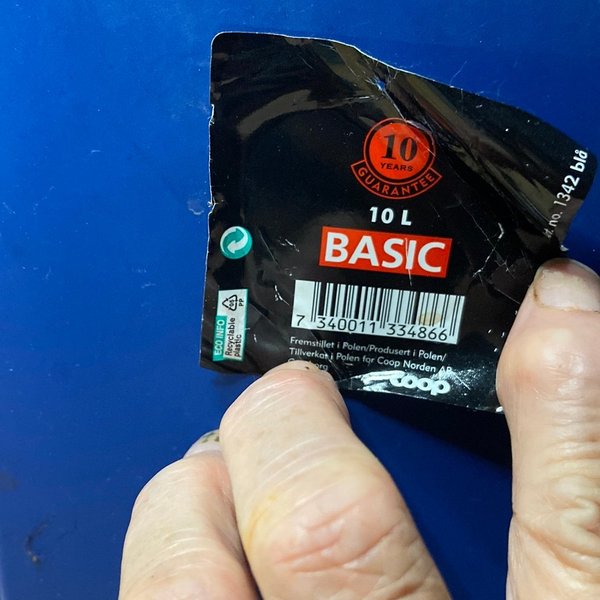 10
YEARS
GUARANTEE
10 L
BASIC
7 340011 334866
Fremstillet i Polen/Produsert i Polen/
Tillverkat i Polen for Coop Norden AB
coop
no. 1342 blå
ECO INFO
Recyclable
plastic
PP